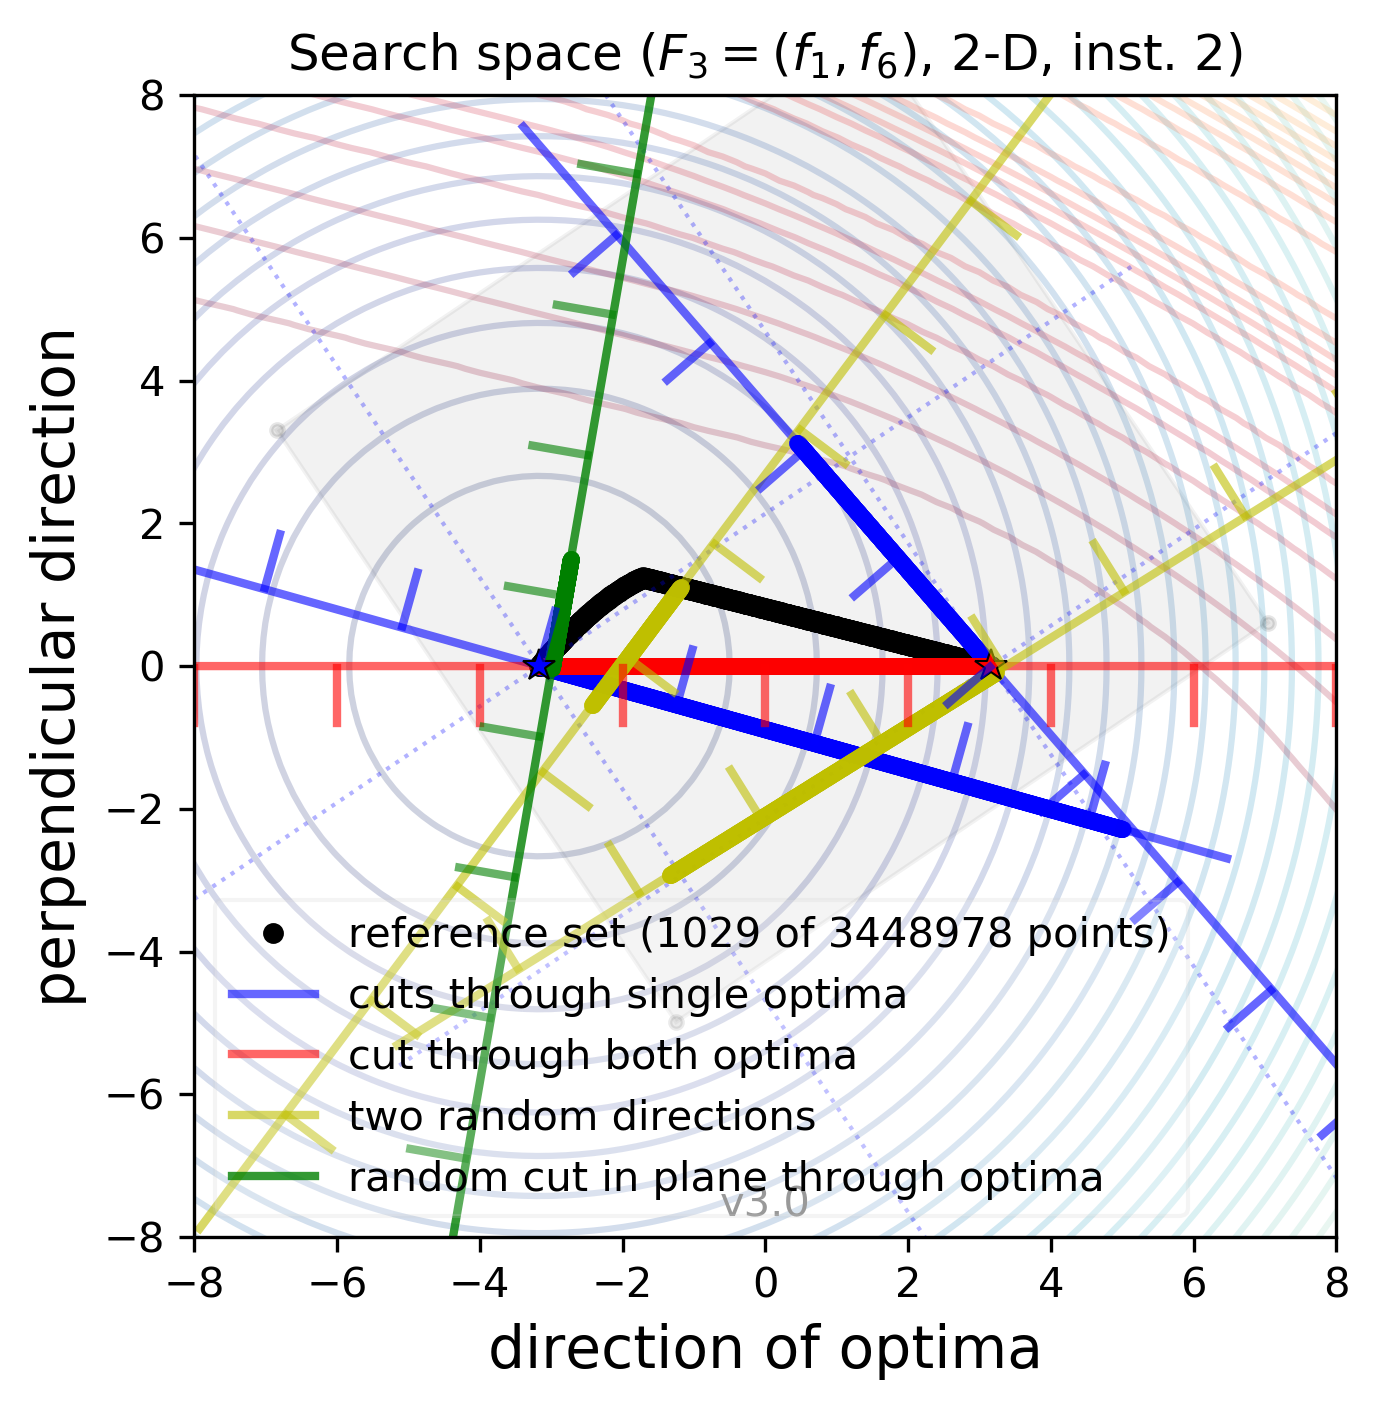 Search space (F₃ = (f₁, f₆), 2-D, inst. 2)
8
6
4
2
0
−2
−4
−6
−8
perpendicular direction
reference set (1029 of 3448978 points)
cuts through single optima
cut through both optima
two random directions
random cut in plane through optima
v3.0
−8 −6 −4 −2 0 2 4 6 8
direction of optima